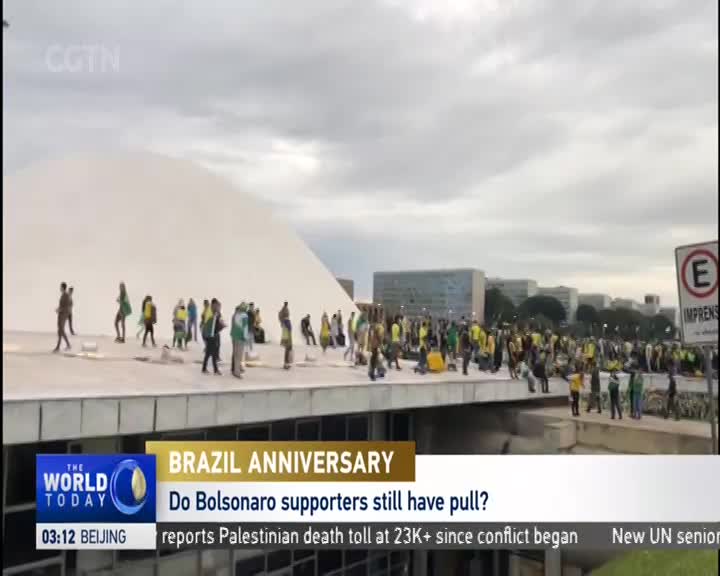 CGTN
E
IMPRENS
BRAZIL ANNIVERSARY
THE
WORLD
TODAY
Do Bolsonaro supporters still have pull?
03:12 BEIJING
reports Palestinian death toll at 23K+ since conflict began New UN senior